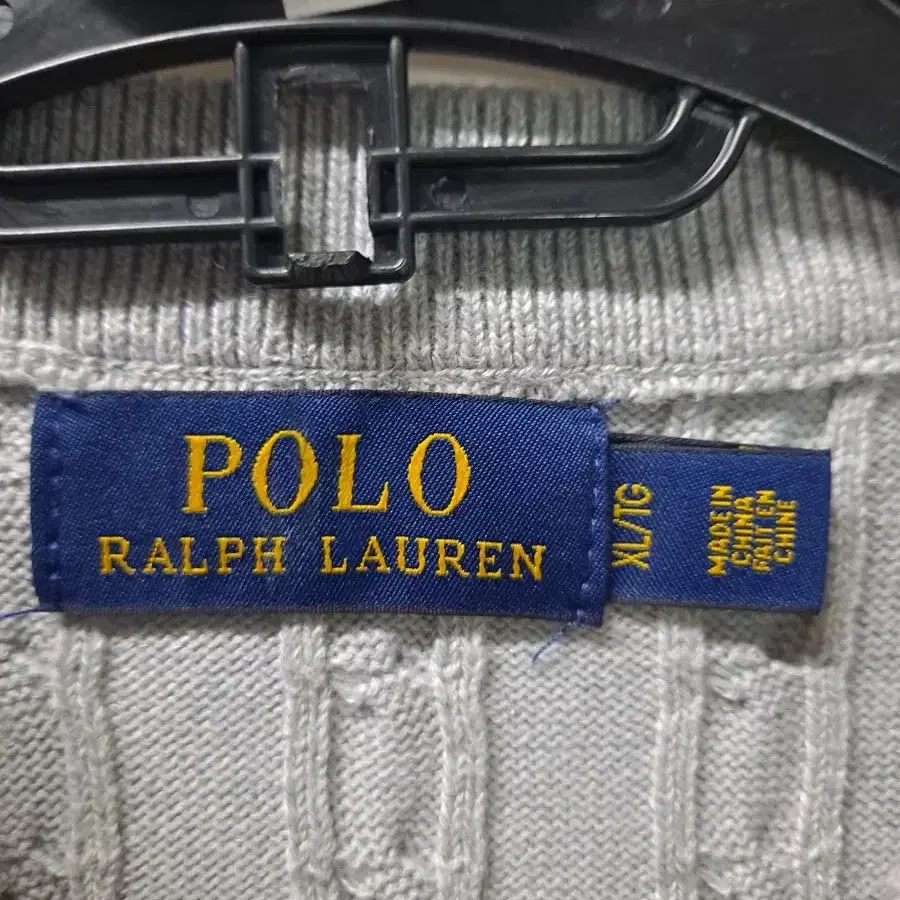 POLO
RALPH LAUREN
XL/TG
MADE IN
CHINA
FAIT EN
CHINE